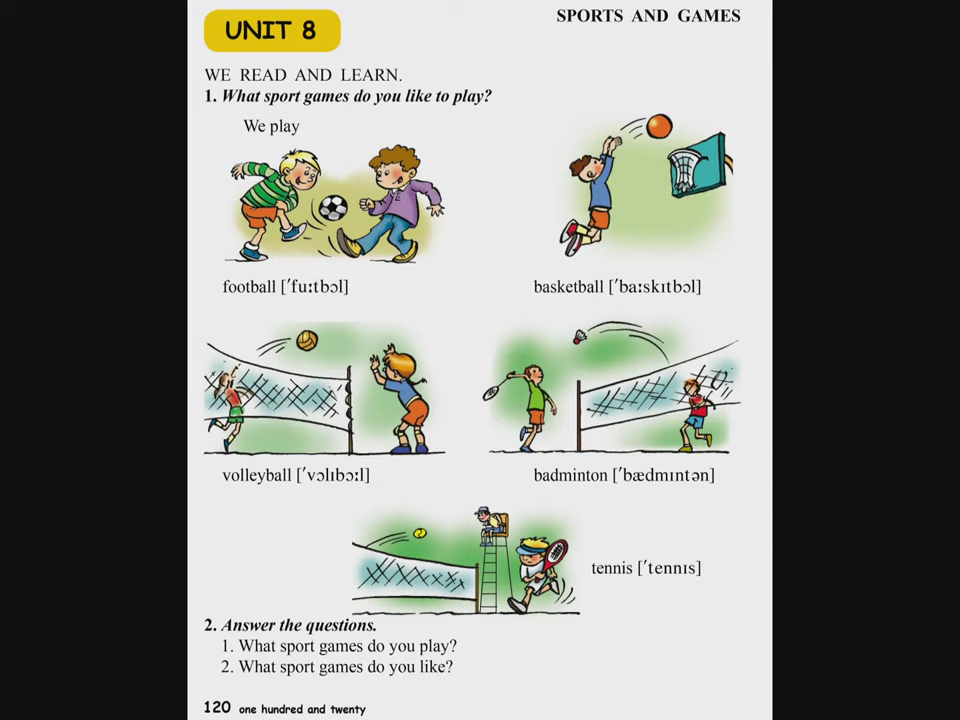 SPORTS AND GAMES
UNIT 8
WE READ AND LEARN.
1. What sport games do you like to play?
We play
football [ˈfuːtbɔl]
basketball [ˈbaːskɪtbɔl]
volleyball [ˈvɔlɪbɔːl]
badminton [ˈbædmɪntən]
tennis [ˈtennɪs]
2. Answer the questions.
1. What sport games do you play?
2. What sport games do you like?
120 one hundred and twenty